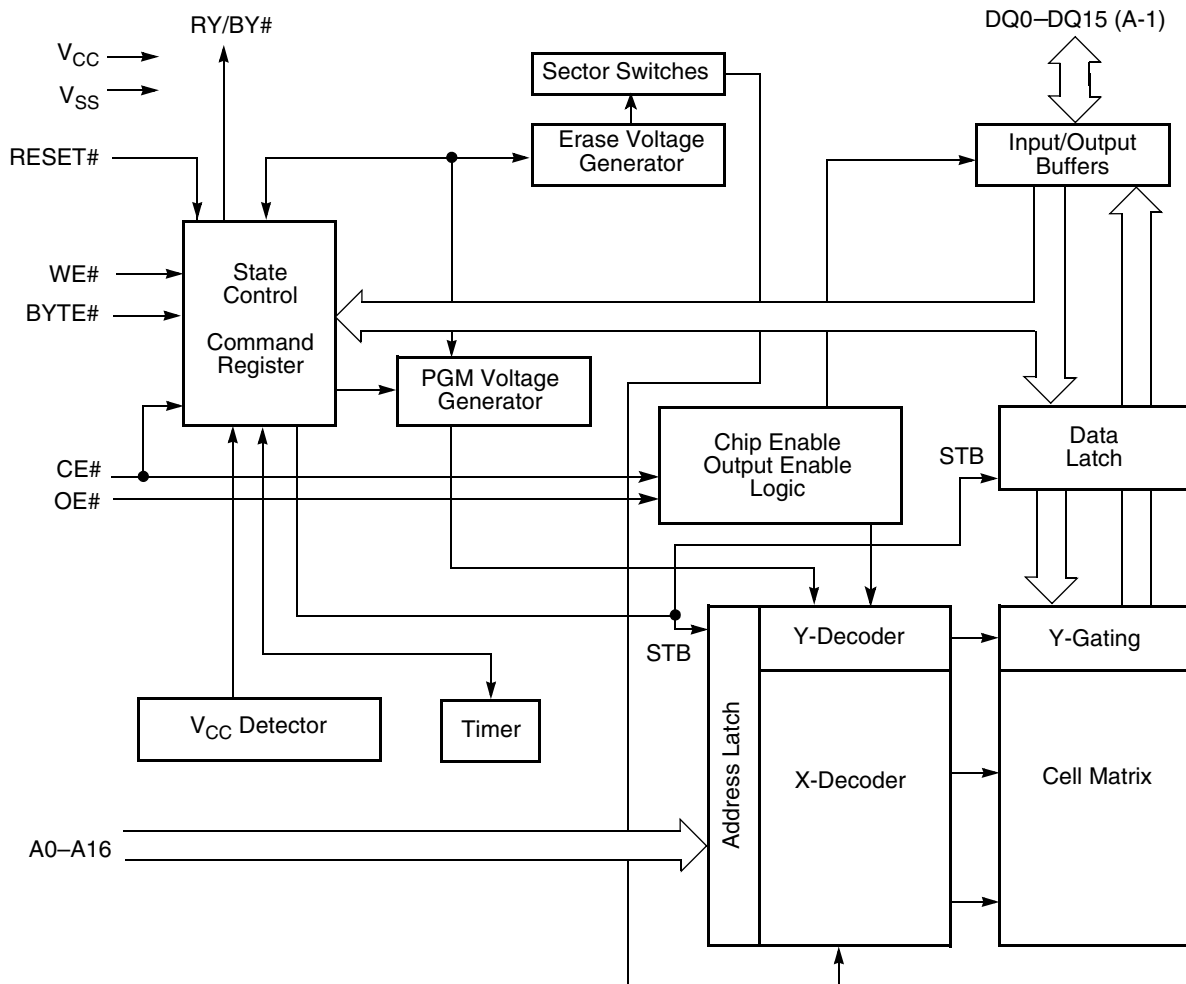 RY/BY#
DQ0–DQ15 (A-1)
VCC
VSS
Sector Switches
Erase Voltage
Generator
Input/Output
Buffers
RESET#
WE#
BYTE#
State
Control
Command
Register
PGM Voltage
Generator
Chip Enable
Output Enable
Logic
STB
Data
Latch
CE#
OE#
STB
Y-Decoder
Y-Gating
VCC Detector
Timer
Address Latch
X-Decoder
Cell Matrix
A0–A16